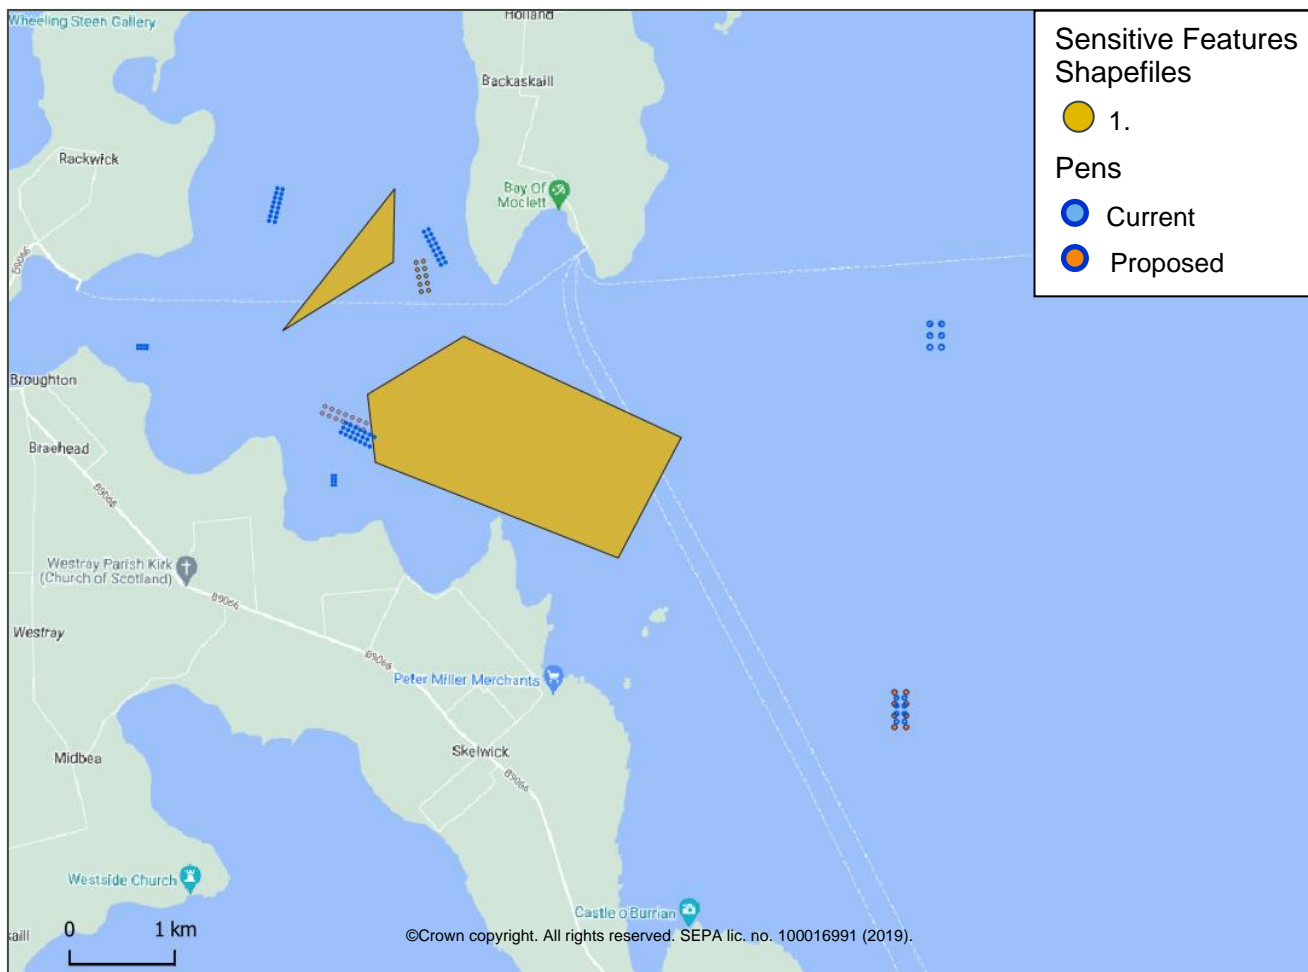 Wheeling Steen Gallery
Holland
Backaskaill
Rackwick
Bay Of
Moclett
B9066
Broughton
Braehead
B9066
Westray Parish Kirk
(Church of Scotland)
B9066
Westray
B9066
Peter Miller Merchants
Midbea
Skelwick
B9066
Westside Church
Castle o'Burrian
kaill
0 1 km
©Crown copyright. All rights reserved. SEPA lic. no. 100016991 (2019).
Sensitive Features
Shapefiles
1.
Pens
Current
Proposed